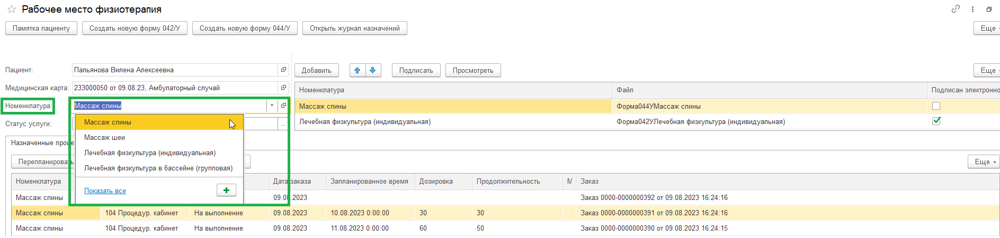 Рабочее место физиотерапия
Памятка пациенту Создать новую форму 042/У Создать новую форму 044/У Открыть журнал назначений Еще
Пациент: Пальянова Вилена Алексеевна
Медицинская карта: 233000050 от 09.08.23, Амбулаторный случай
Номенклатура: Массаж спины
Статус услуги: ...
Массаж спины
Массаж шеи
Лечебная физкультура (индивидуальная)
Лечебная физкультура в бассейне (групповая)
Показать все
Добавить Подписать Просмотреть Еще
Номенклатура Файл Подписан электронно
Массаж спины Форма044УМассаж спины
Лечебная физкультура (индивидуальная) Форма042УЛечебная физкультура (индивидуальная)
Назначенные проце
Перепланировать Еще
Номенклатура Дата заказа Запланированное время Дозировка Продолжительность М Заказ
Массаж спины 09.08.2023 Заказ 0000-0000000392 от 09.08.2023 16:24:16
Массаж спины 104 Процедур. кабинет На выполнение 09.08.2023 10.08.2023 0:00:00 30 30 Заказ 0000-0000000391 от 09.08.2023 16:24:16
Массаж спины 104 Процедур. кабинет На выполнение 09.08.2023 11.08.2023 0:00:00 60 50 Заказ 0000-0000000390 от 09.08.2023 16:24:15